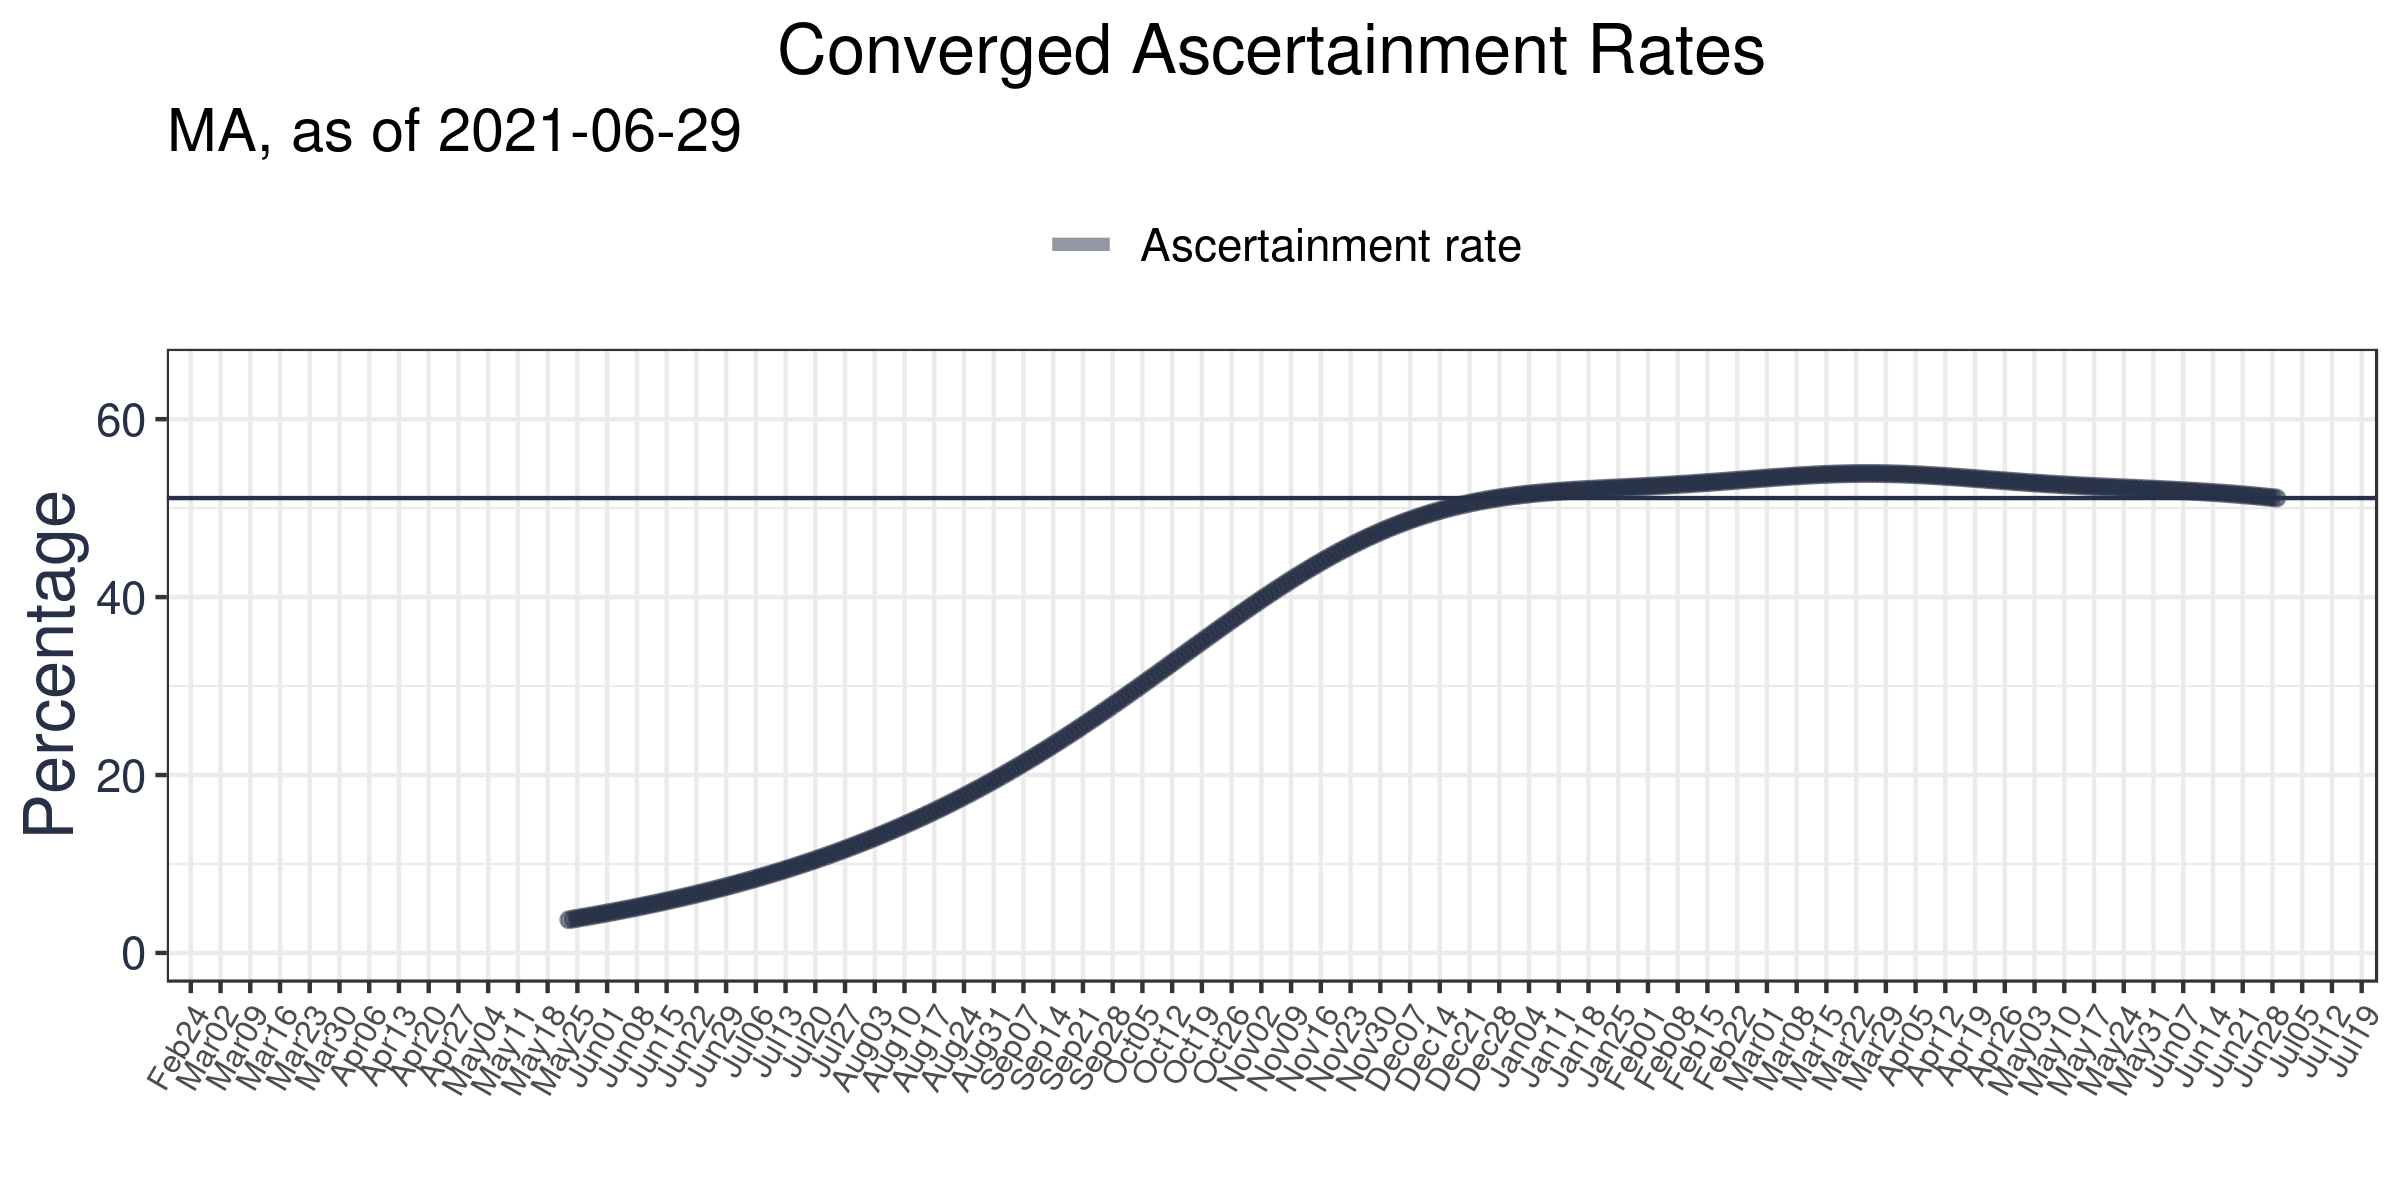 Converged Ascertainment Rates
MA, as of 2021-06-29
Ascertainment rate
Percentage
60
40
20
0
Feb24
Mar02
Mar09
Mar16
Mar23
Mar30
Apr06
Apr13
Apr20
Apr27
May04
May11
May18
May25
Jun01
Jun08
Jun15
Jun22
Jun29
Jul06
Jul13
Jul20
Jul27
Aug03
Aug10
Aug17
Aug24
Aug31
Sep07
Sep14
Sep21
Sep28
Oct05
Oct12
Oct19
Oct26
Nov02
Nov09
Nov16
Nov23
Nov30
Dec07
Dec14
Dec21
Dec28
Jan04
Jan11
Jan18
Jan25
Feb01
Feb08
Feb15
Feb22
Mar01
Mar08
Mar15
Mar22
Mar29
Apr05
Apr12
Apr19
Apr26
May03
May10
May17
May24
May31
May07
Jun14
Jun21
Jun28
Jul05
Jul12
Jul19